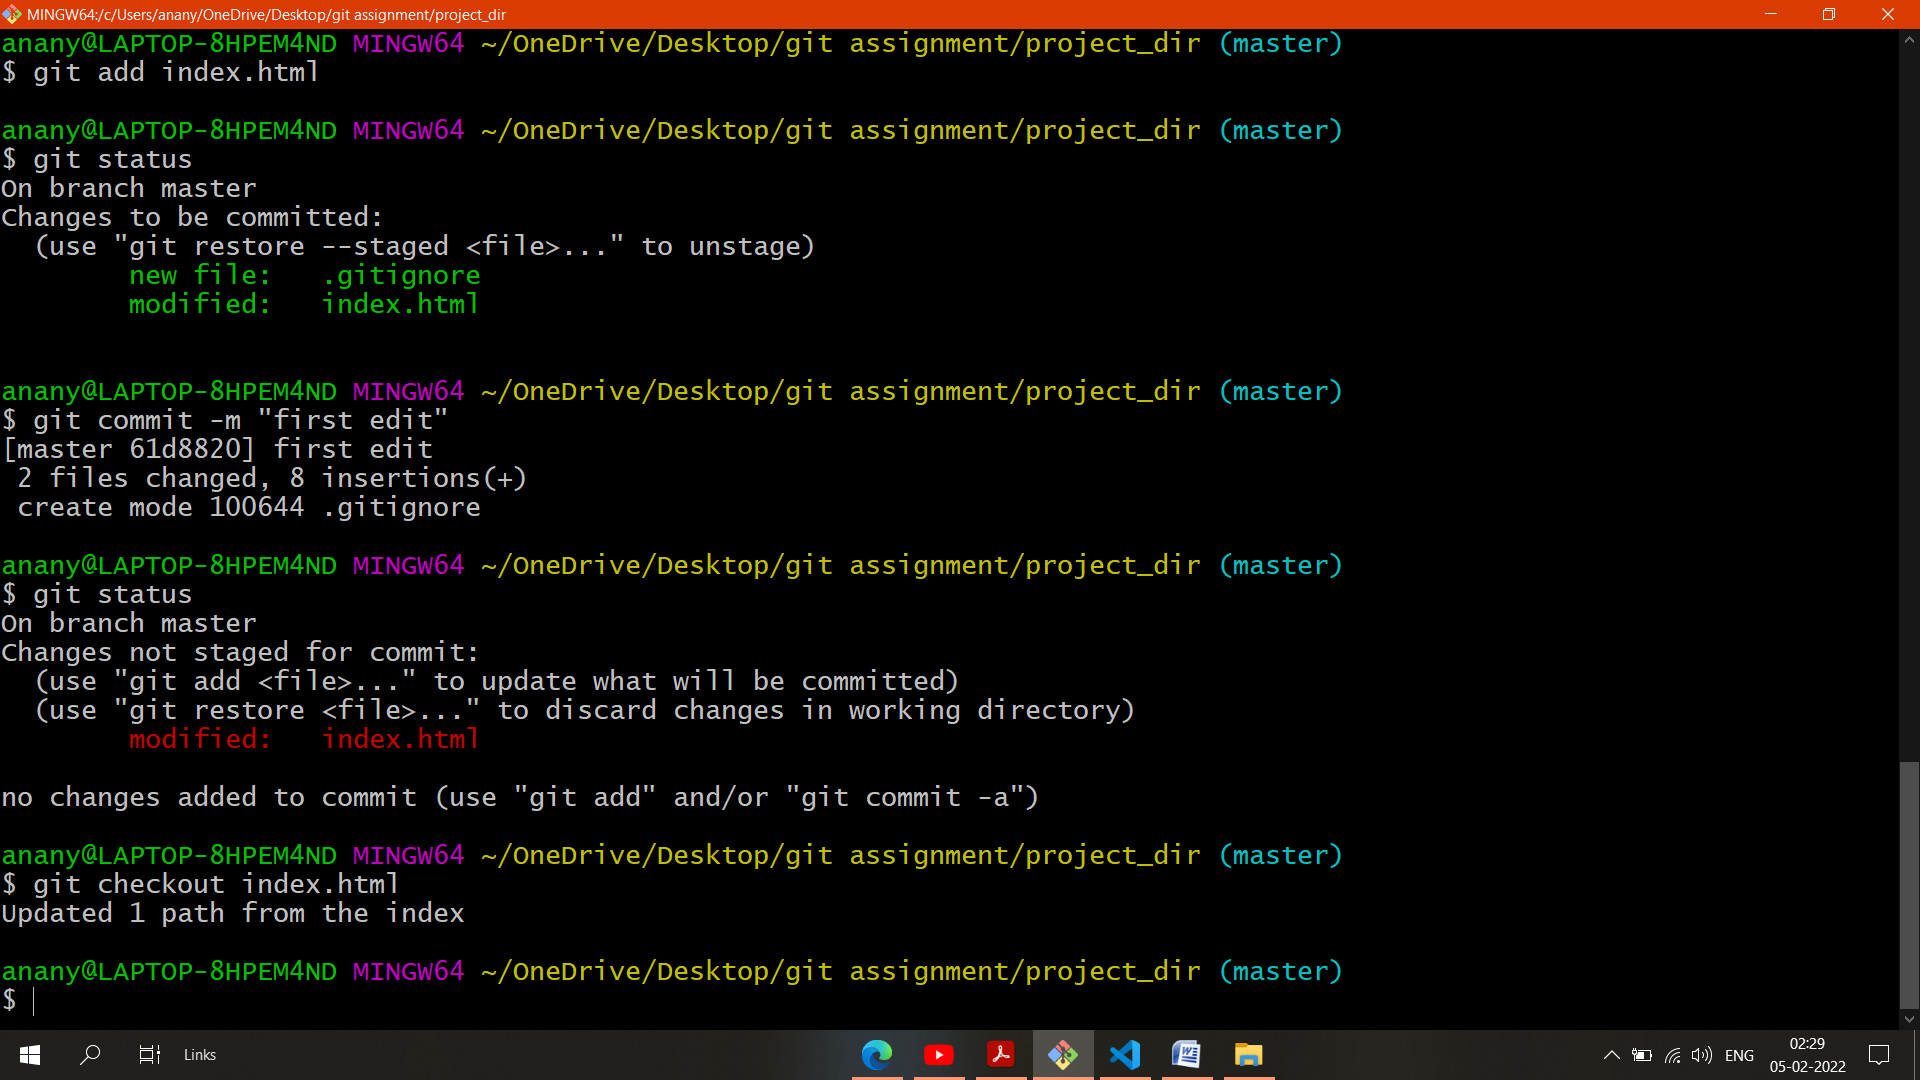 MINGW64:/c/Users/anany/OneDrive/Desktop/git assignment/project_dir
anany@LAPTOP-8HPEM4ND MINGW64 ~/OneDrive/Desktop/git assignment/project_dir (master)
$ git add index.html
anany@LAPTOP-8HPEM4ND MINGW64 ~/OneDrive/Desktop/git assignment/project_dir (master)
$ git status
On branch master
Changes to be committed:
  (use "git restore --staged <file>..." to unstage)
        new file:   .gitignore
        modified:   index.html
anany@LAPTOP-8HPEM4ND MINGW64 ~/OneDrive/Desktop/git assignment/project_dir (master)
$ git commit -m "first edit"
[master 61d8820] first edit
 2 files changed, 8 insertions(+)
 create mode 100644 .gitignore
anany@LAPTOP-8HPEM4ND MINGW64 ~/OneDrive/Desktop/git assignment/project_dir (master)
$ git status
On branch master
Changes not staged for commit:
  (use "git add <file>..." to update what will be committed)
  (use "git restore <file>..." to discard changes in working directory)
        modified:   index.html
no changes added to commit (use "git add" and/or "git commit -a")
anany@LAPTOP-8HPEM4ND MINGW64 ~/OneDrive/Desktop/git assignment/project_dir (master)
$ git checkout index.html
Updated 1 path from the index
anany@LAPTOP-8HPEM4ND MINGW64 ~/OneDrive/Desktop/git assignment/project_dir (master)
$
Links
ENG
02:29
05-02-2022